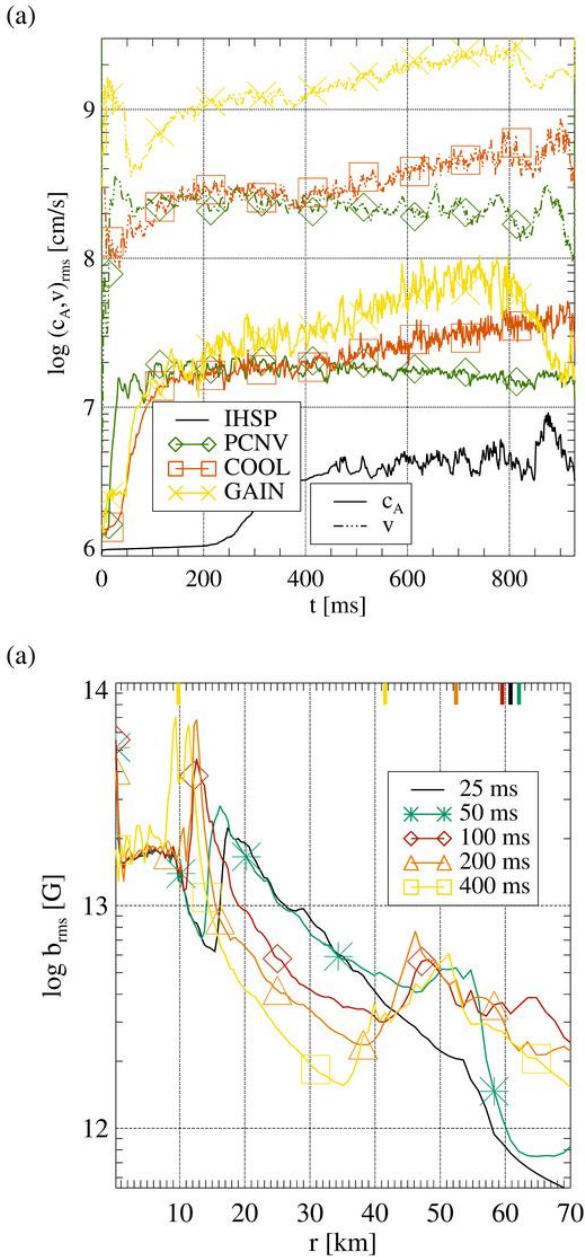 (a)
log (c_A,v)_rms [cm/s]
9
8
7
6
IHSP
PCNV
COOL
GAIN
c_A
v
0 200 400 600 800
t [ms]
(a)
log b_rms [G]
14
13
12
25 ms
50 ms
100 ms
200 ms
400 ms
10 20 30 40 50 60 70
r [km]